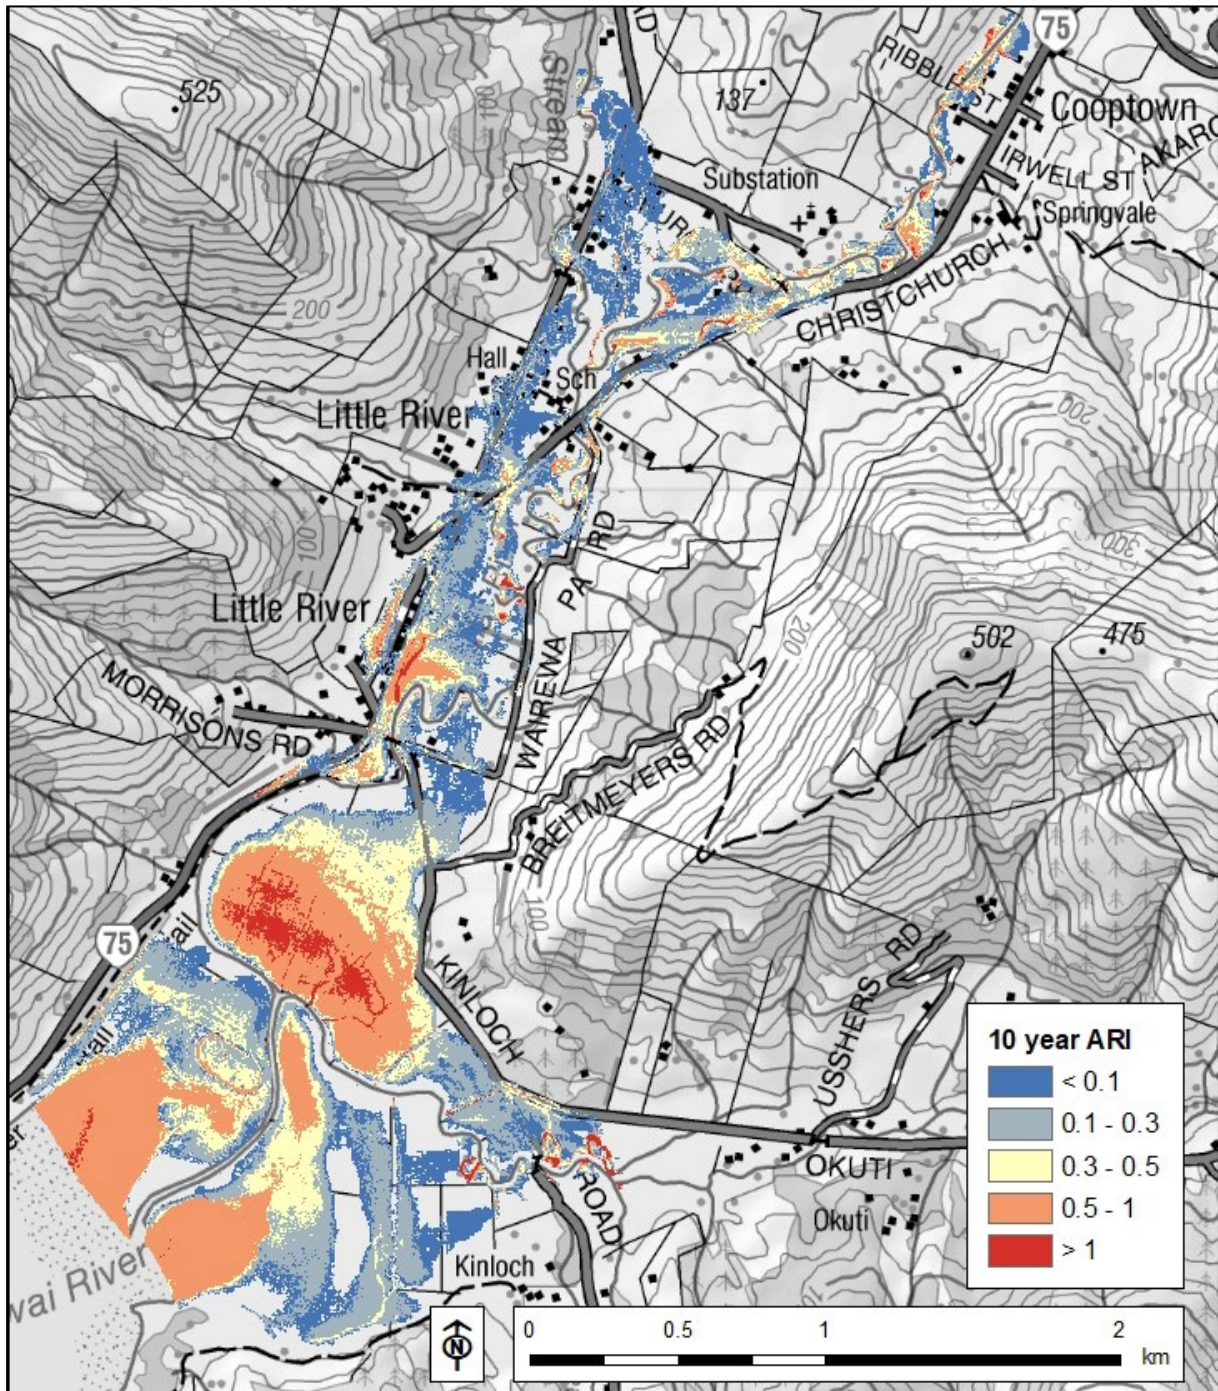 75
RIBBLE ST
Cooptown
525
137
Stream
100
IRWELL ST
Substation
Springvale
CHRISTCHURCH
200
Hall
Sch
Little River
200
PA RD
300
100
Little River
200
502
475
MORRISONS RD
WAIREWA
BREITMEYERS RD
100
75
KINLOCH
USSHERS RD
10 year ARI
< 0.1
0.1 - 0.3
0.3 - 0.5
0.5 - 1
> 1
OKUTI
ROAD
Okuti
Kinloch
River
N
0 0.5 1 2
km